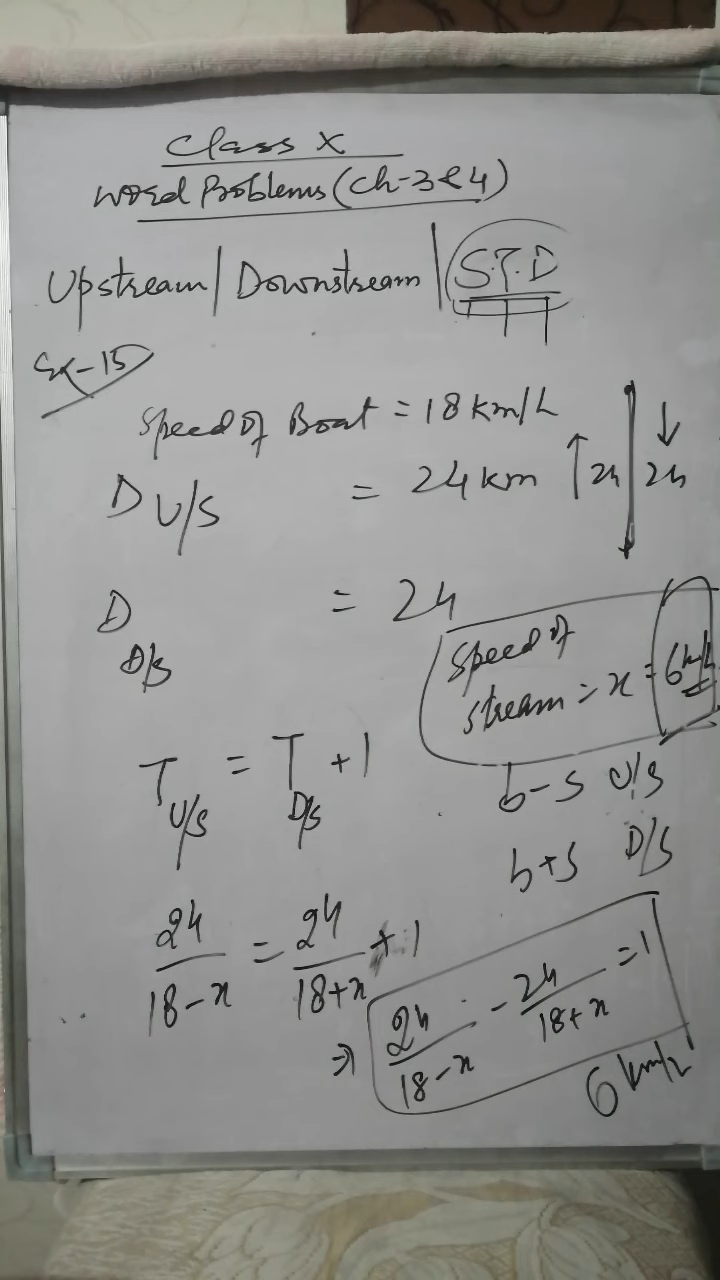 Class X
Word Problems (Ch-3 & 4)
Upstream / Downstream / S.T.D
Ex-15
Speed of Boat = 18 km/h
D U/S = 24 km ↑ 24 ↓ 24
D D/S = 24
Speed of
stream = x = 6 km/h
T U/S = T D/S + 1
b-s U/S
b+s D/S
24/18-x = 24/18+x + 1
⇒ 24/18-x - 24/18+x = 1
6 km/h